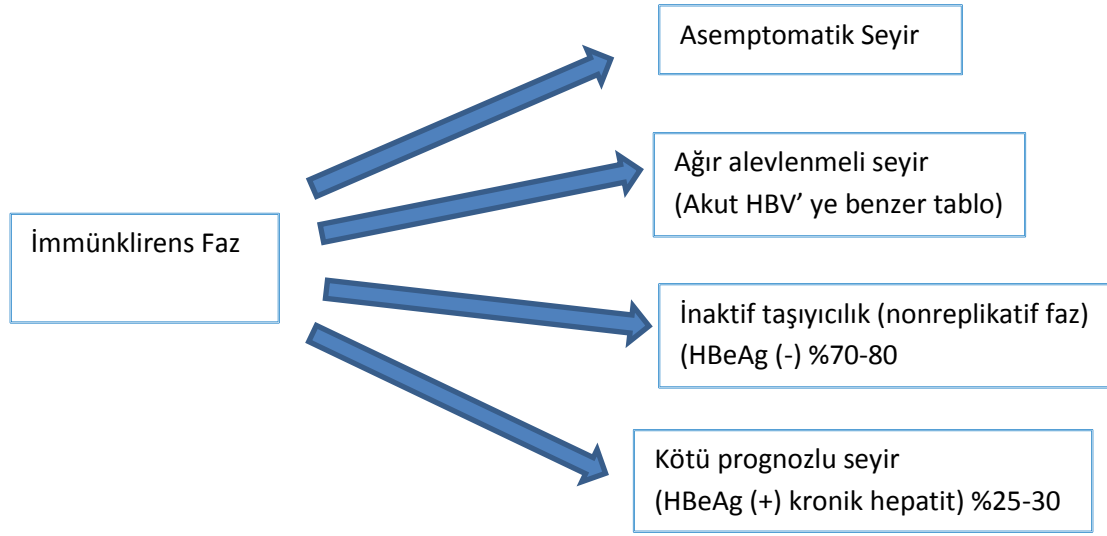 Asemptomatik Seyir
Ağır alevlenmeli seyir
(Akut HBV’ ye benzer tablo)
İmmünklirens Faz
İnaktif taşıyıcılık (nonreplikatif faz)
(HBeAg (-) %70-80
Kötü prognozlu seyir
(HBeAg (+) kronik hepatit) %25-30